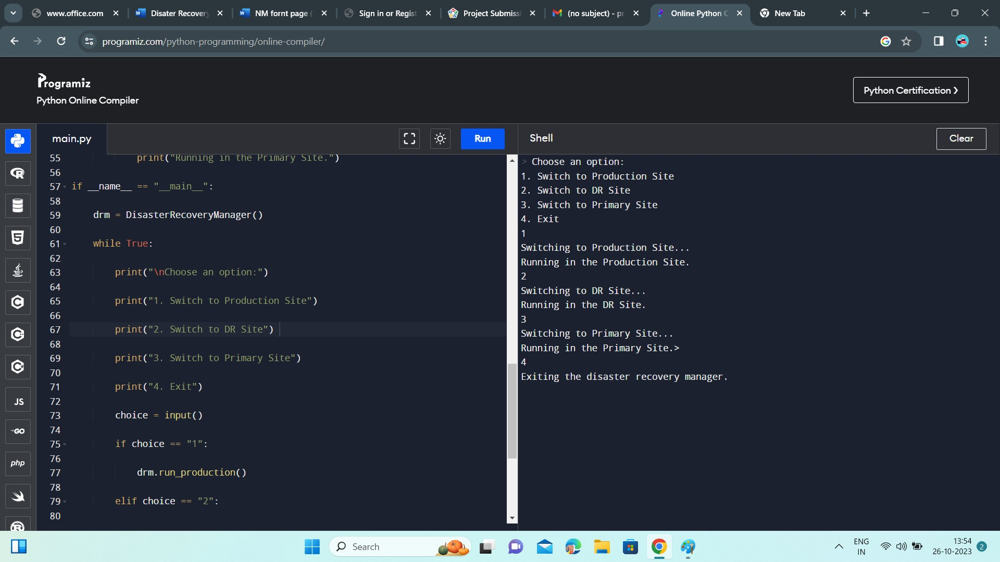 www.office.com
Disater Recovery
NM fornt page (
Sign in or Regist
Project Submiss
(no subject) - pr
Online Python C
New Tab
programiz.com/python-programming/online-compiler/
Programiz
Python Online Compiler
Python Certification ❯
main.py
Run
Shell
Clear
55 print("Running in the Primary Site.")
56
57 if __name__ == "__main__":
58
59 drm = DisasterRecoveryManager()
60
61 while True:
62
63 print("\nChoose an option:")
64
65 print("1. Switch to Production Site")
66
67 print("2. Switch to DR Site")
68
69 print("3. Switch to Primary Site")
70
71 print("4. Exit")
72
73 choice = input()
74
75 if choice == "1":
76
77 drm.run_production()
78
79 elif choice == "2":
80
> Choose an option:
1. Switch to Production Site
2. Switch to DR Site
3. Switch to Primary Site
4. Exit
1
Switching to Production Site...
Running in the Production Site.
2
Switching to DR Site...
Running in the DR Site.
3
Switching to Primary Site...
Running in the Primary Site.>
4
Exiting the disaster recovery manager.
R
5
C
C
C
JS
GO
php
R
Search
ENG
IN
13:54
26-10-2023
2